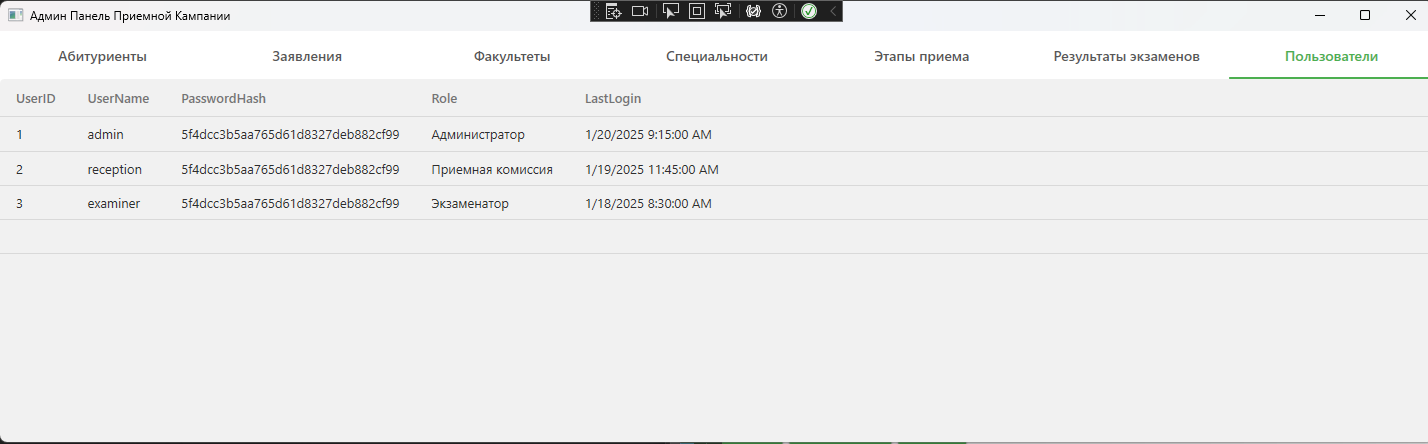 Админ Панель Приемной Кампании
Абитуриенты Заявления Факультеты Специальности Этапы приема Результаты экзаменов Пользователи
UserID UserName PasswordHash Role LastLogin
1 admin 5f4dcc3b5aa765d61d8327deb882cf99 Администратор 1/20/2025 9:15:00 AM
2 reception 5f4dcc3b5aa765d61d8327deb882cf99 Приемная комиссия 1/19/2025 11:45:00 AM
3 examiner 5f4dcc3b5aa765d61d8327deb882cf99 Экзаменатор 1/18/2025 8:30:00 AM